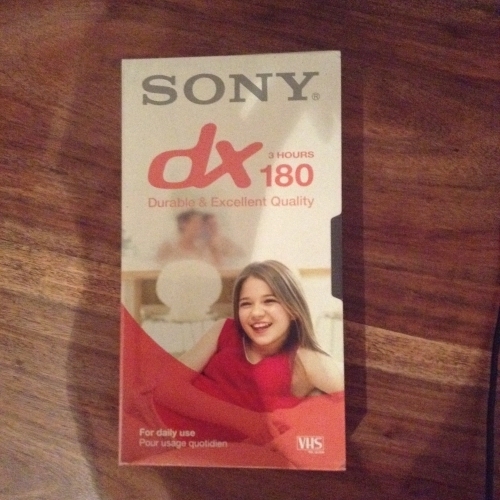 SONY®
dx
3 HOURS
180
Durable & Excellent Quality
For daily use
Pour usage quotidien
VHS